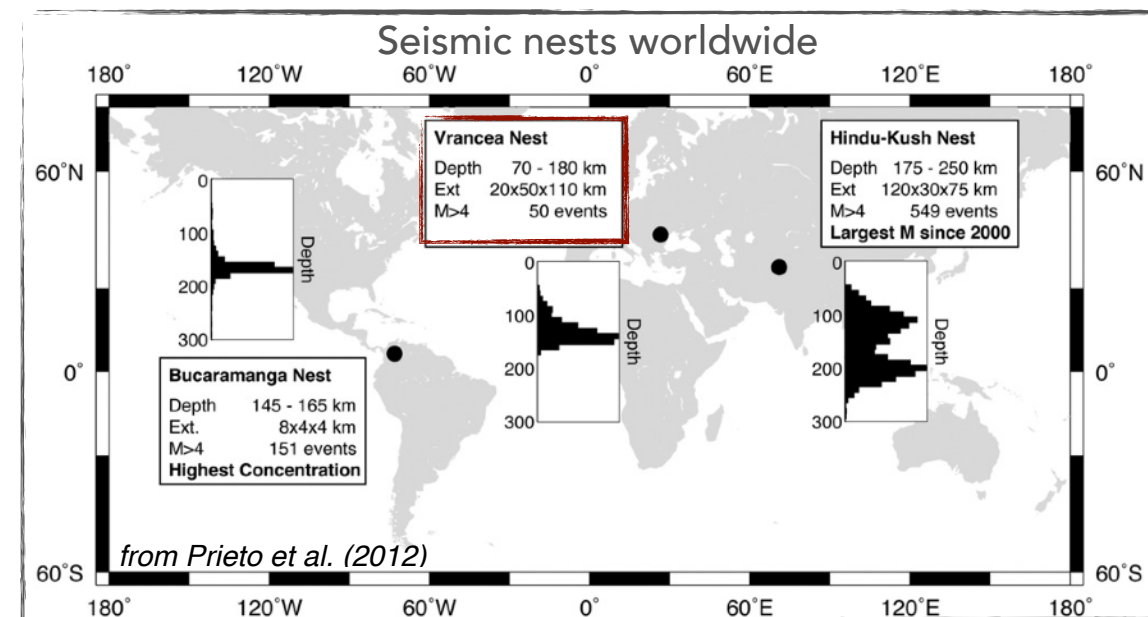 Seismic nests worldwide
180° 120°W 60°W 0° 60°E 120°E 180°
60°N
60°N
Vrancea Nest
Depth 70 - 180 km
Ext 20x50x110 km
M>4 50 events
Hindu-Kush Nest
Depth 175 - 250 km
Ext 120x30x75 km
M>4 549 events
Largest M since 2000
0
100
200
300
Depth
0
100
200
300
Depth
0
100
200
300
Depth
0°
0°
Bucaramanga Nest
Depth 145 - 165 km
Ext. 8x4x4 km
M>4 151 events
Highest Concentration
from Prieto et al. (2012)
60°S
60°S
180° 120°W 60°W 0° 60°E 120°E 180°